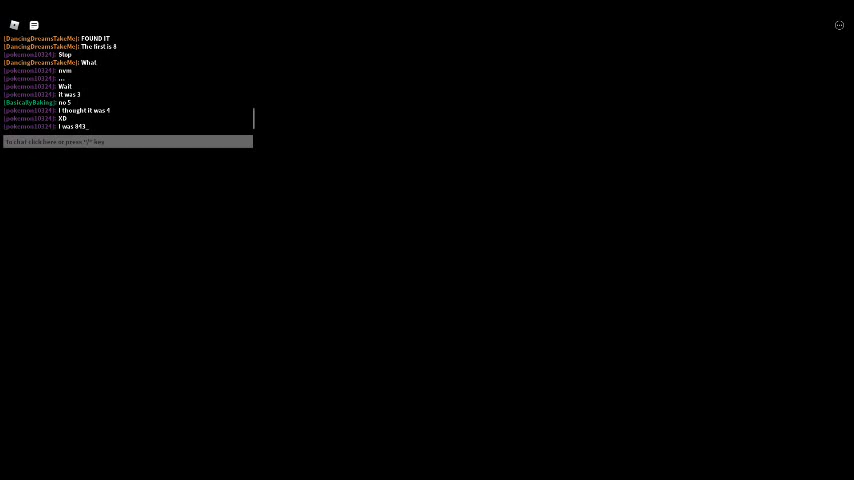 [DancingDreamsTakeMe]: FOUND IT
[DancingDreamsTakeMe]: The first is 8
[pokemon10324]: Stop
[DancingDreamsTakeMe]: What
[pokemon10324]: nvm
[pokemon10324]: ...
[pokemon10324]: Wait
[pokemon10324]: it was 3
[BasicallyBaking]: no 5
[pokemon10324]: I thought it was 4
[pokemon10324]: XD
[pokemon10324]: I was 843_
To chat click here or press "/" key